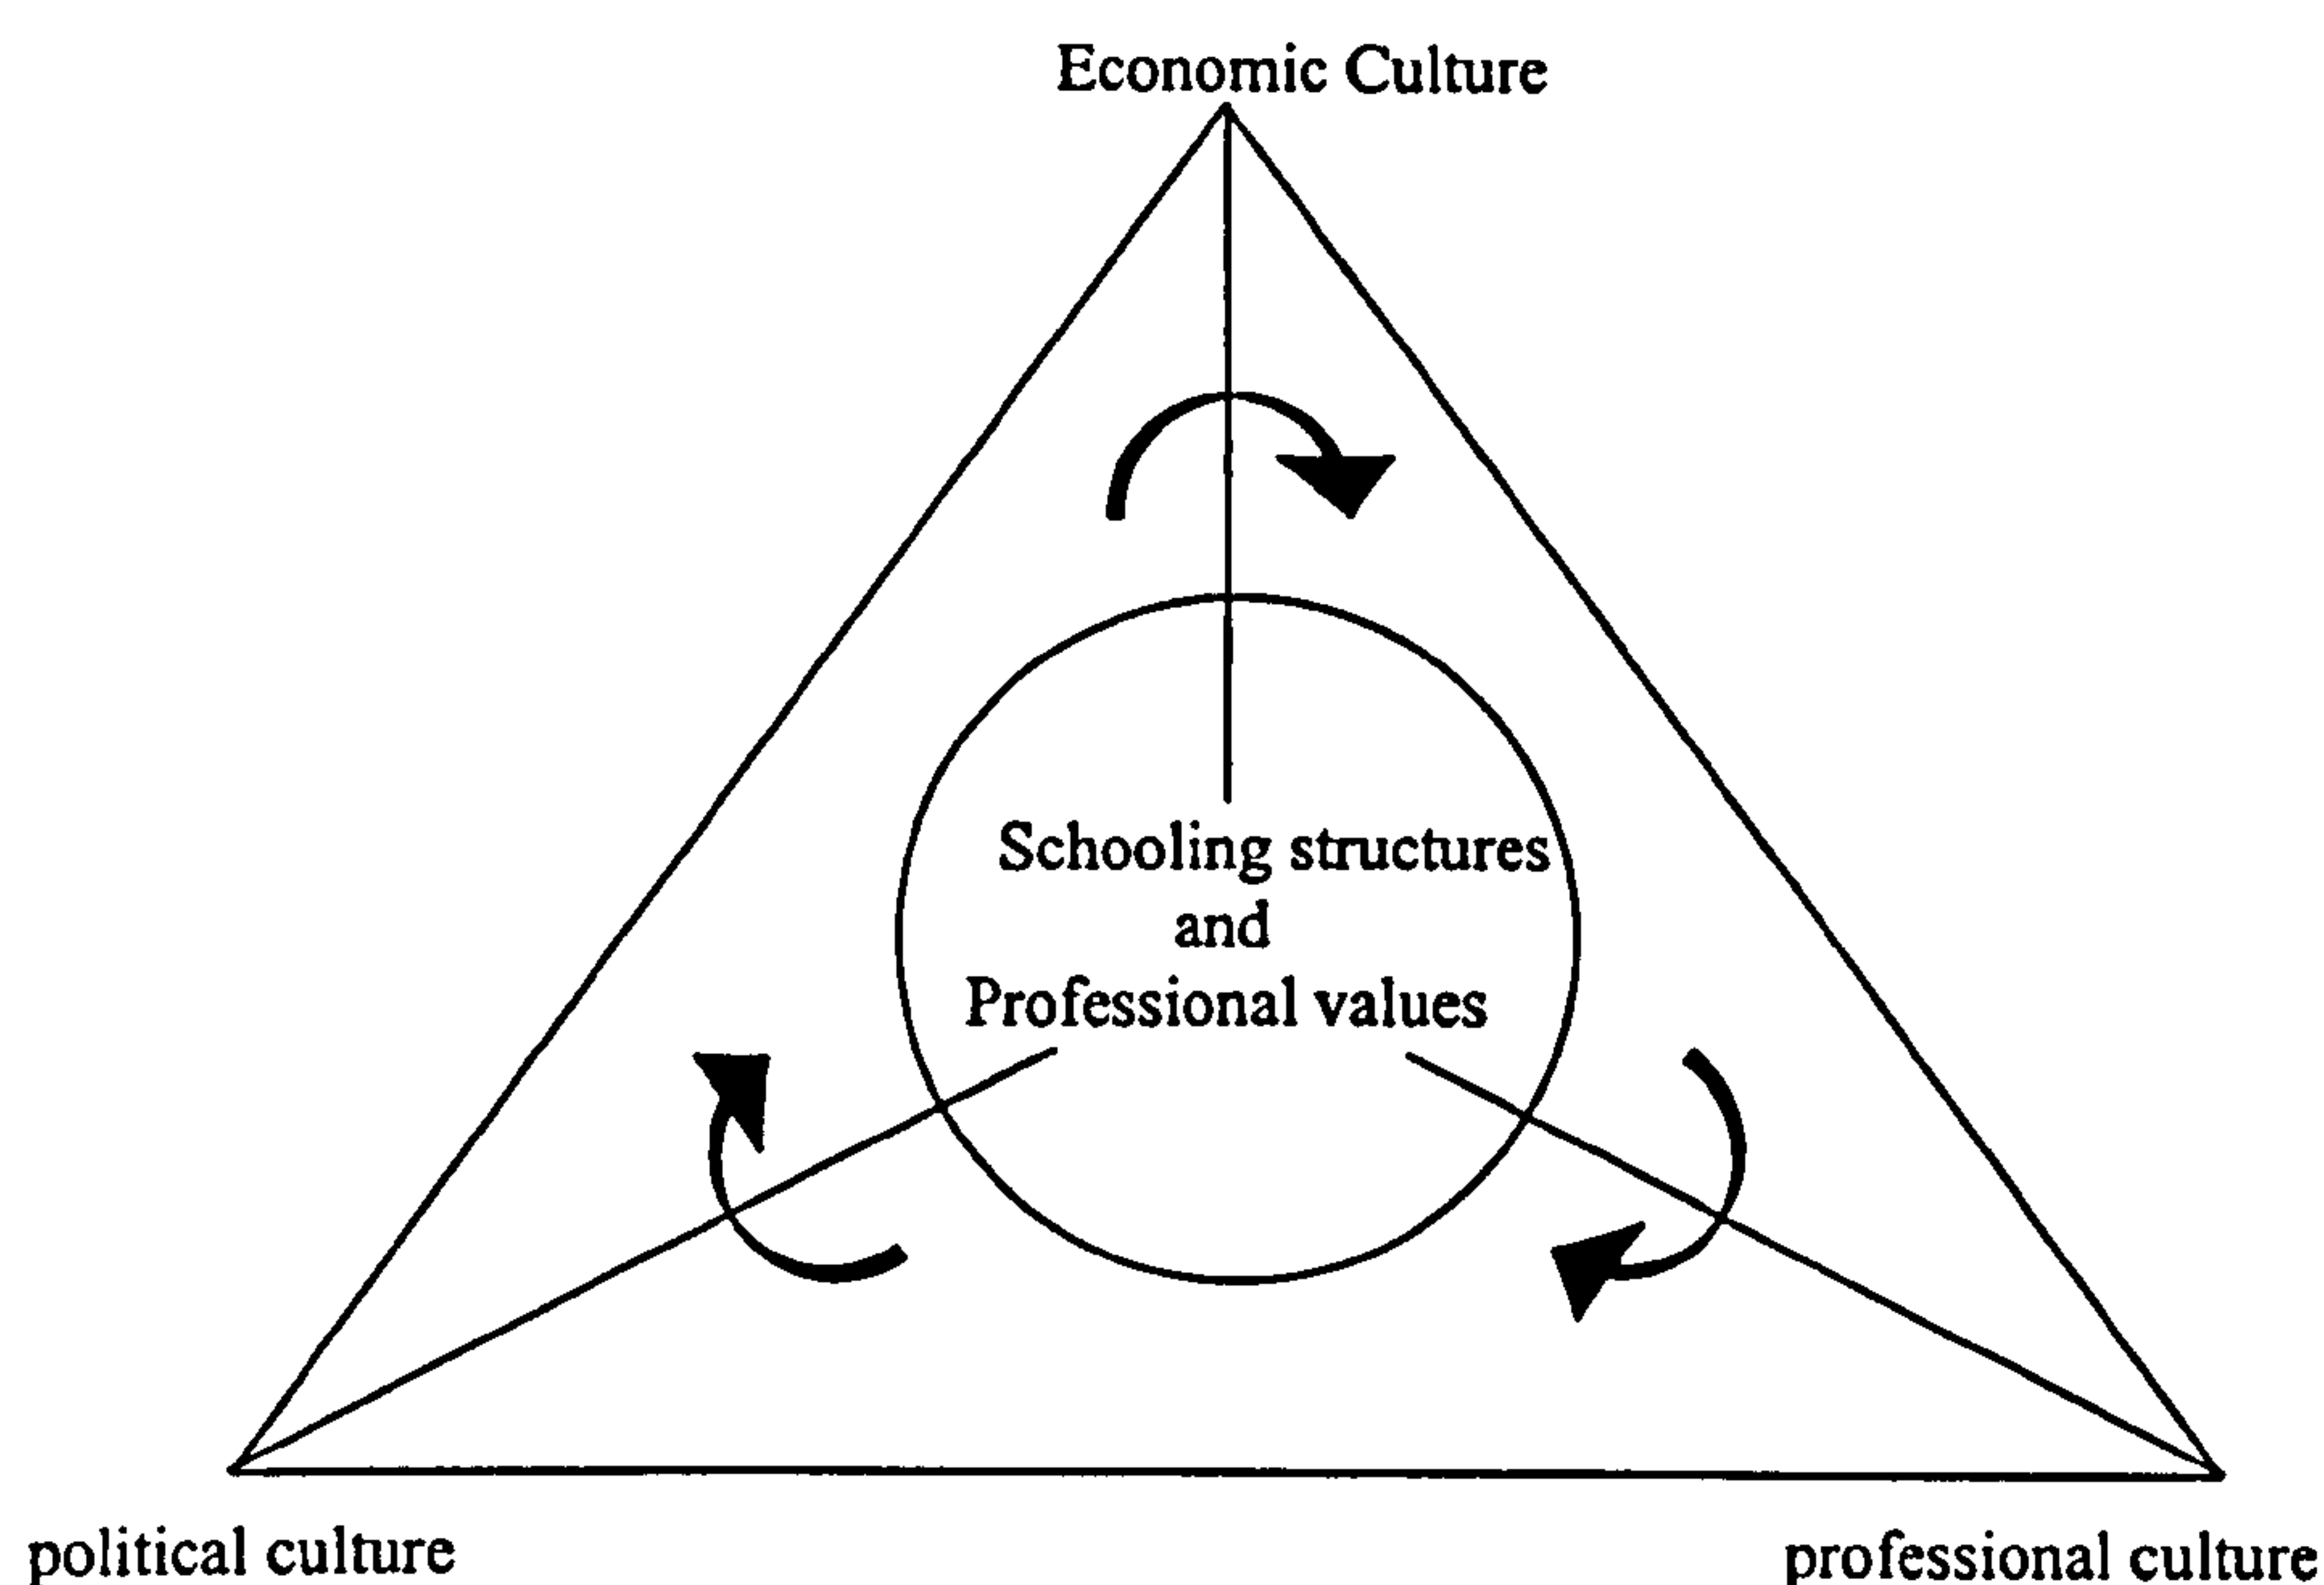 Economic Culture
Schooling structures
and
Professional values
political culture
professional culture